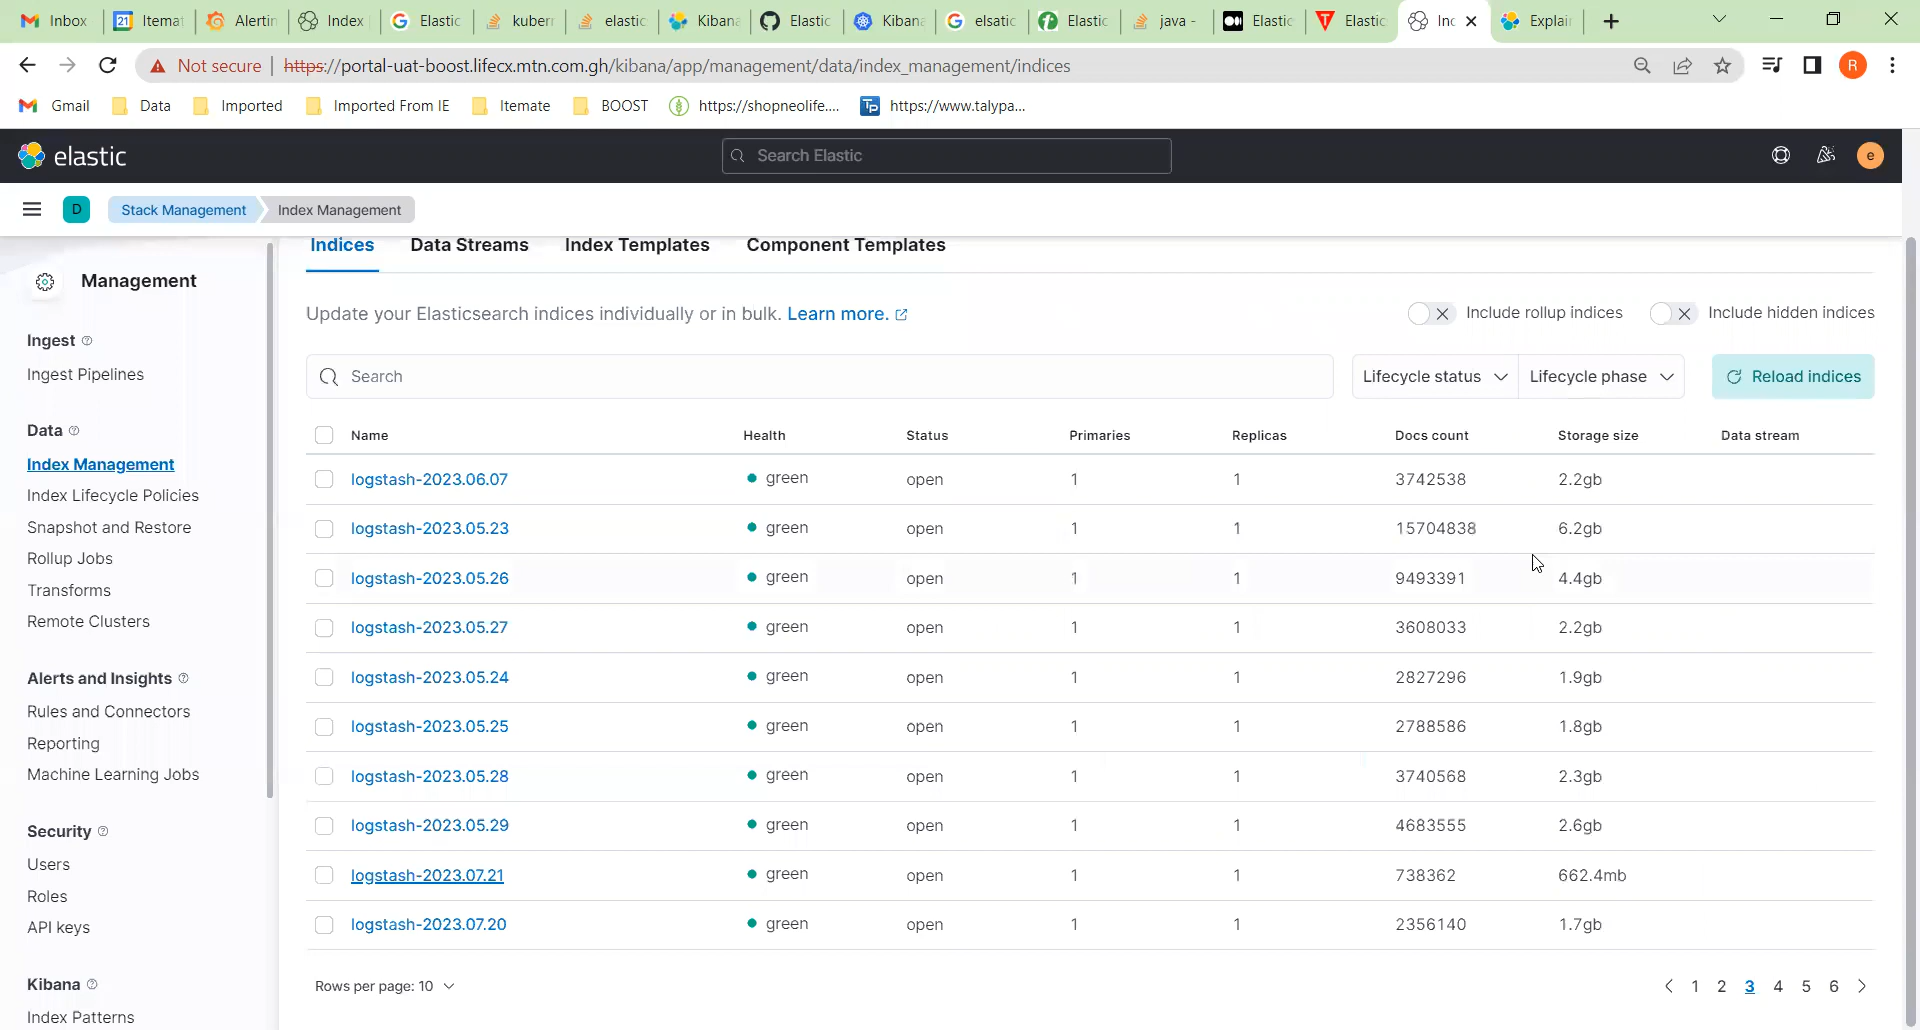 Inbox
Itemat
Alertin
Index
Elastic
kubern
elastic
Kibana
Elastic
Kibana
elsatic
Elastic
java -
Elastic
Elastic
Inc
Explain
Not secure | https://portal-uat-boost.lifecx.mtn.com.gh/kibana/app/management/data/index_management/indices
R
Gmail Data Imported Imported From IE Itemate BOOST https://shopneolife.... https://www.talypa...
elastic Search Elastic e
D Stack Management Index Management
Indices Data Streams Index Templates Component Templates
Management
Ingest
Ingest Pipelines
Data
Index Management
Index Lifecycle Policies
Snapshot and Restore
Rollup Jobs
Transforms
Remote Clusters
Alerts and Insights
Rules and Connectors
Reporting
Machine Learning Jobs
Security
Users
Roles
API keys
Kibana
Index Patterns
Update your Elasticsearch indices individually or in bulk. Learn more. Include rollup indices Include hidden indices
Search Lifecycle status Lifecycle phase Reload indices
Name Health Status Primaries Replicas Docs count Storage size Data stream
logstash-2023.06.07 green open 1 1 3742538 2.2gb
logstash-2023.05.23 green open 1 1 15704838 6.2gb
logstash-2023.05.26 green open 1 1 9493391 4.4gb
logstash-2023.05.27 green open 1 1 3608033 2.2gb
logstash-2023.05.24 green open 1 1 2827296 1.9gb
logstash-2023.05.25 green open 1 1 2788586 1.8gb
logstash-2023.05.28 green open 1 1 3740568 2.3gb
logstash-2023.05.29 green open 1 1 4683555 2.6gb
logstash-2023.07.21 green open 1 1 738362 662.4mb
logstash-2023.07.20 green open 1 1 2356140 1.7gb
Rows per page: 10 1 2 3 4 5 6